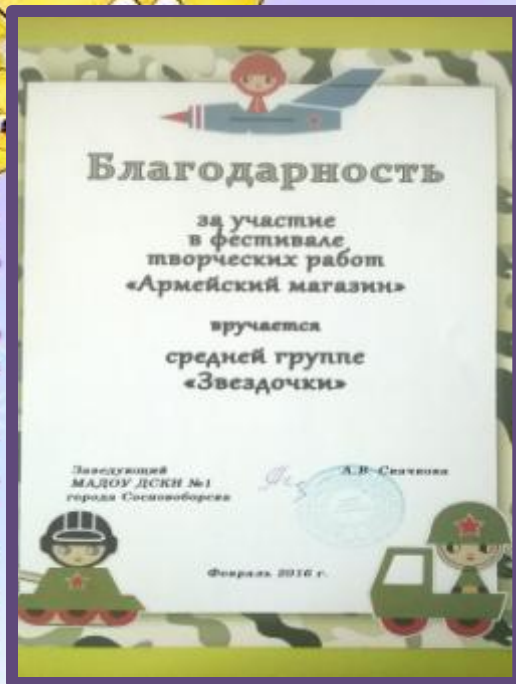 Благодарность
за участие
в фестивале
творческих работ
«Армейский магазин»
вручается
средней группе
«Звездочки»
Заведующий
МАДОУ ДСКН №1
города Сосновоборска
А.В.
Февраль 2016 г.